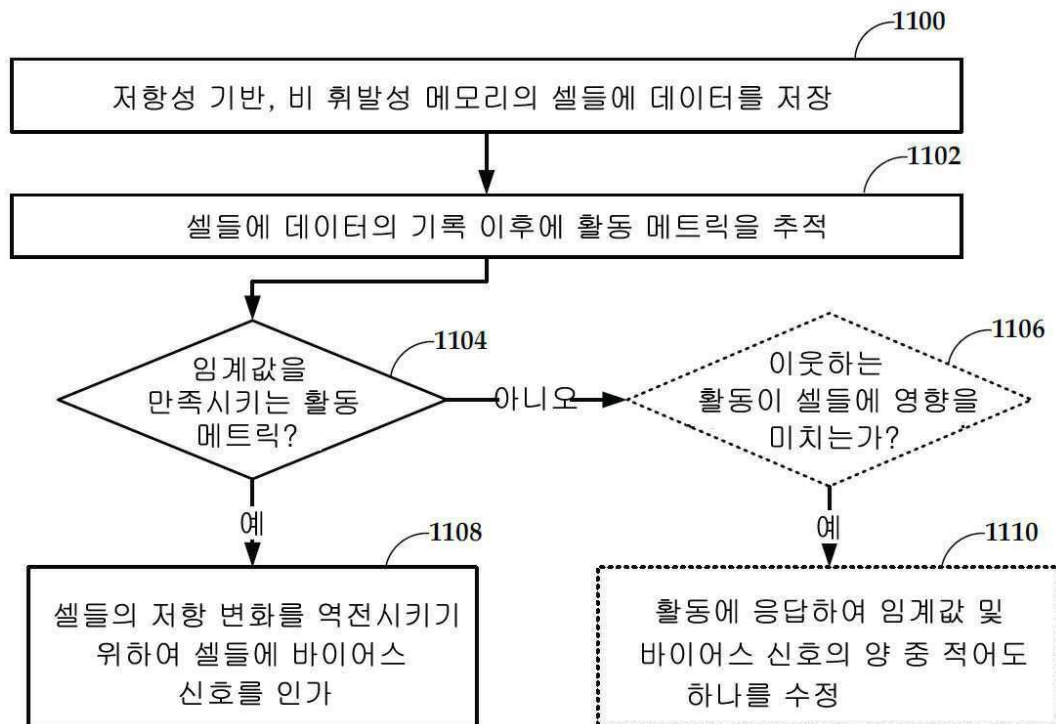 1100
저항성 기반, 비 휘발성 메모리의 셀들에 데이터를 저장
1102
셀들에 데이터의 기록 이후에 활동 메트릭을 추적
1104
임계값을
만족시키는 활동
메트릭?
아니오
1106
이웃하는
활동이 셀들에 영향을
미치는가?
예
1108
셀들의 저항 변화를 역전시키기
위하여 셀들에 바이어스
신호를 인가
예
1110
활동에 응답하여 임계값 및
바이어스 신호의 양 중 적어도
하나를 수정